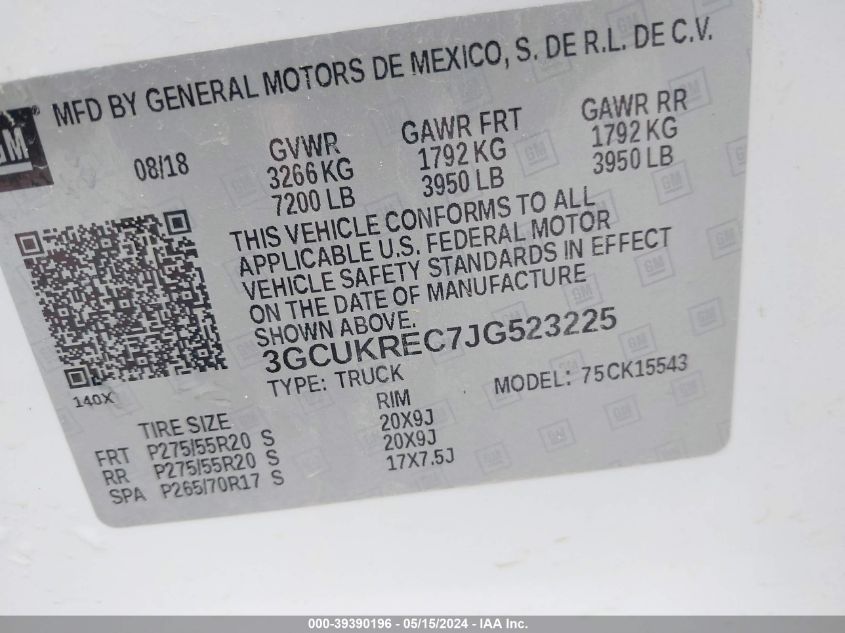 MFD BY GENERAL MOTORS DE MEXICO, S. DE R.L. DE C.V.
GM®
08/18
GVWR GAWR FRT GAWR RR
3266 KG 1792 KG 1792 KG
7200 LB 3950 LB 3950 LB
THIS VEHICLE CONFORMS TO ALL
APPLICABLE U.S. FEDERAL MOTOR
VEHICLE SAFETY STANDARDS IN EFFECT
ON THE DATE OF MANUFACTURE
SHOWN ABOVE.
3GCUKREC7JG523225
140X
TYPE: TRUCK MODEL: 75CK15543
TIRE SIZE RIM
FRT P275/55R20 S 20X9J
RR P275/55R20 S 20X9J
SPA P265/70R17 S 17X7.5J
000-39390196 - 05/15/2024 - IAA Inc.